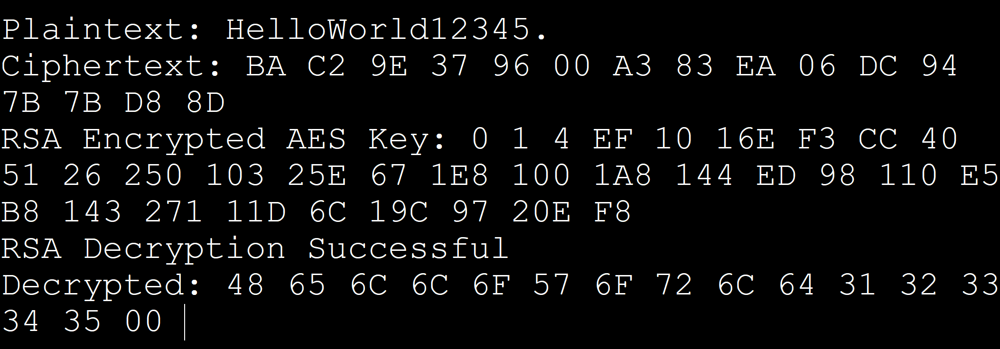 Plaintext: HelloWorld12345.
Ciphertext: BA C2 9E 37 96 00 A3 83 EA 06 DC 94
7B 7B D8 8D
RSA Encrypted AES Key: 0 1 4 EF 10 16E F3 CC 40
51 26 250 103 25E 67 1E8 100 1A8 144 ED 98 110 E5
B8 143 271 11D 6C 19C 97 20E F8
RSA Decryption Successful
Decrypted: 48 65 6C 6C 6F 57 6F 72 6C 64 31 32 33
34 35 00